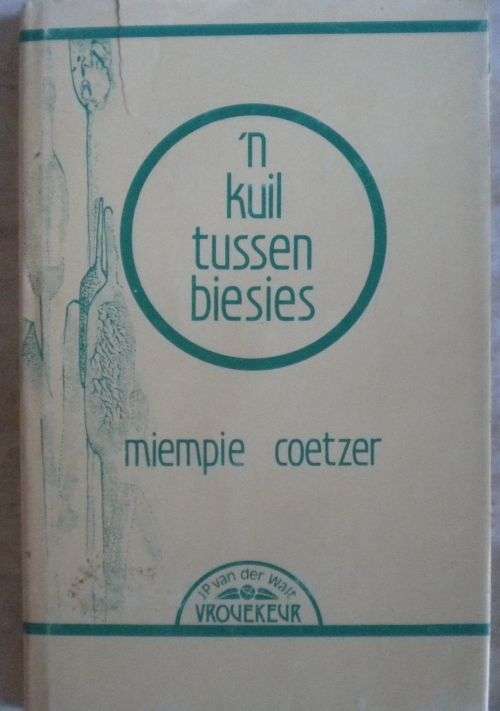 'n
kuil
tussen
biesies
miempie coetzer
J P van der Walt
VROUEKEUR